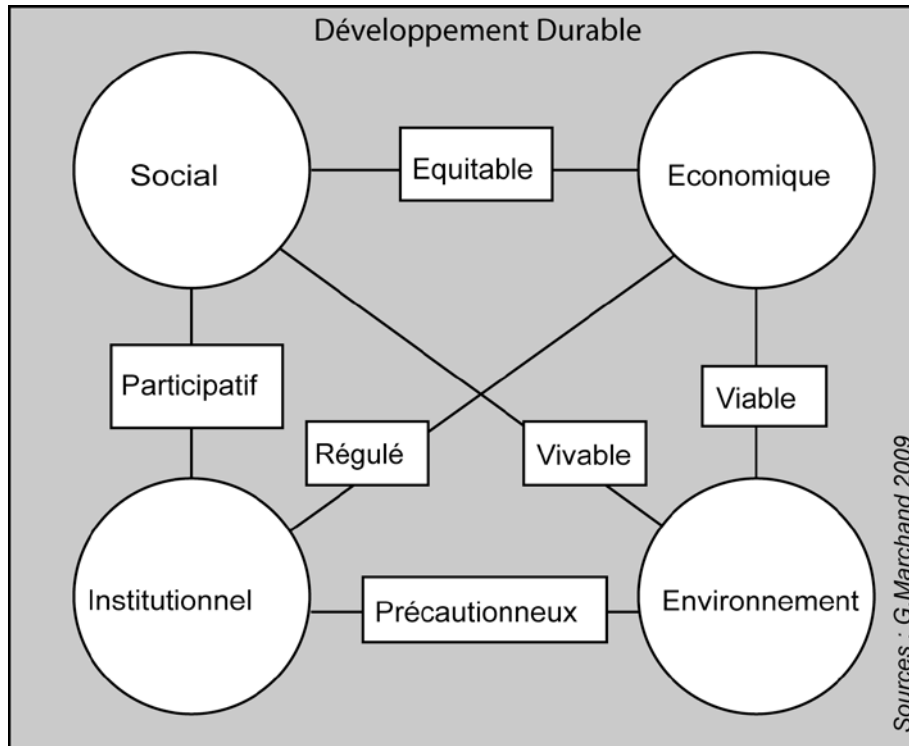 Développement Durable
Social
Equitable
Economique
Participatif
Régulé
Vivable
Viable
Institutionnel
Précautionneux
Environnement
Sources : G Marchand 2009